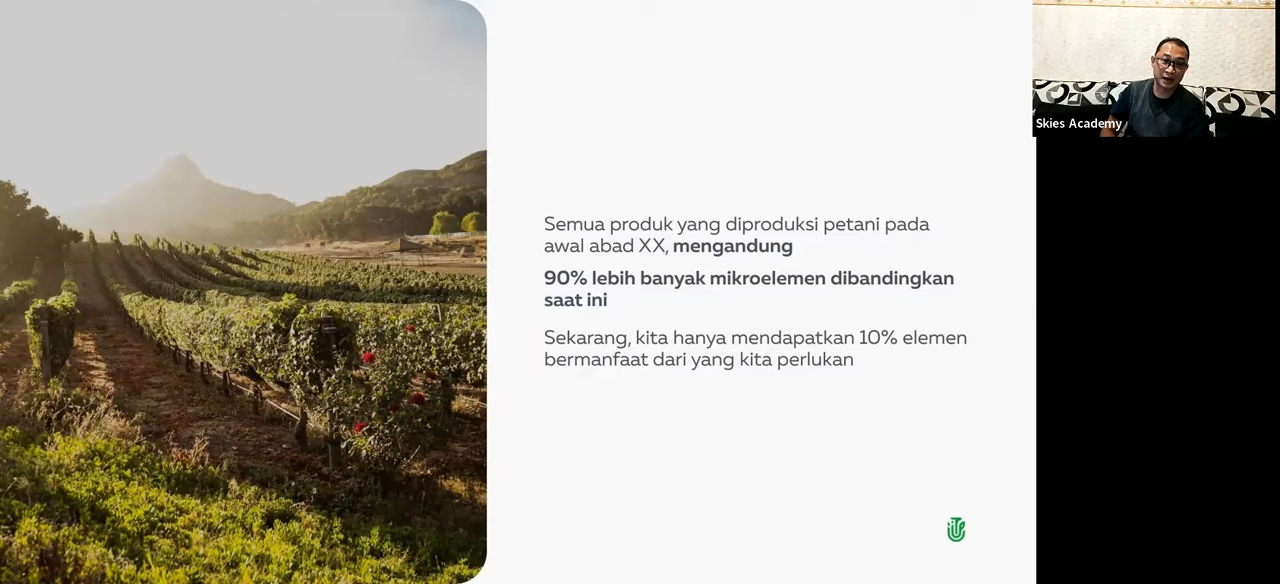 Semua produk yang diproduksi petani pada
awal abad XX, mengandung
90% lebih banyak mikroelemen dibandingkan
saat ini
Sekarang, kita hanya mendapatkan 10% elemen
bermanfaat dari yang kita perlukan
Skies Academy